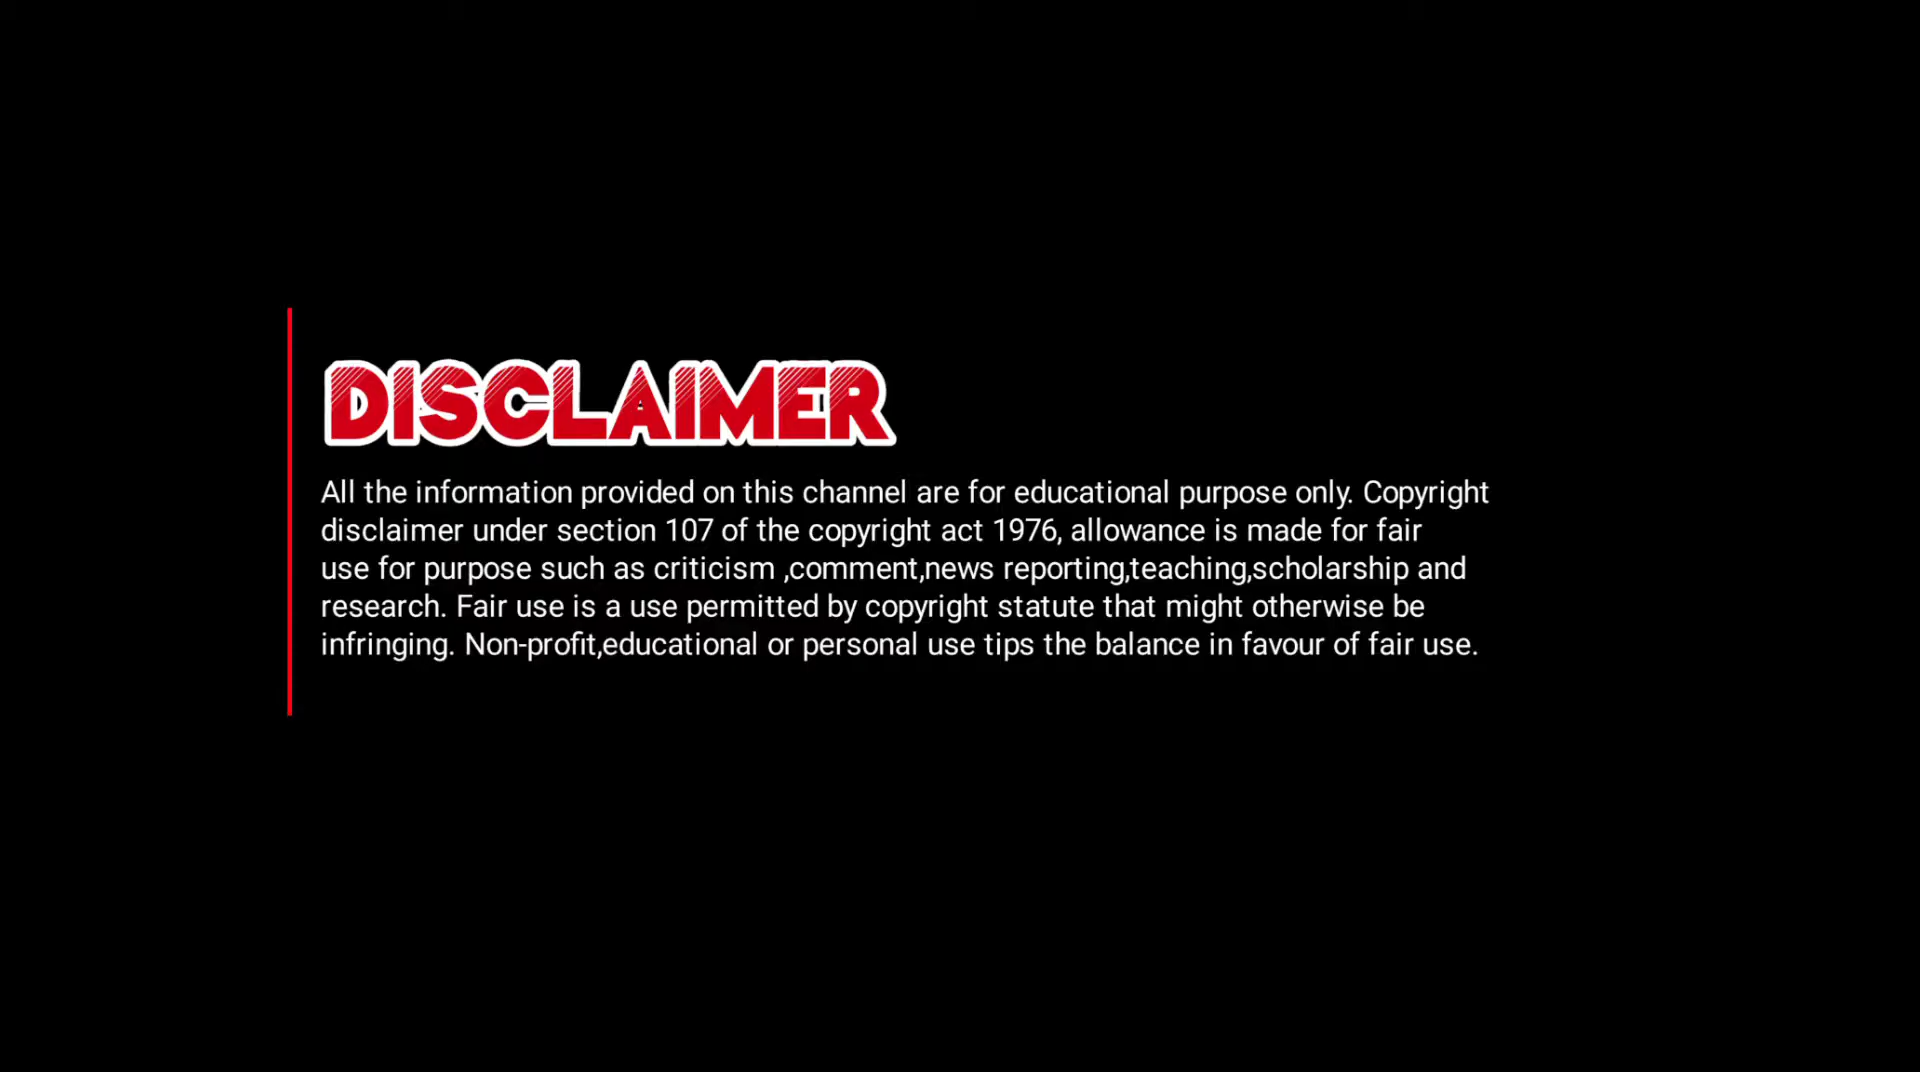 DISCLAIMER
All the information provided on this channel are for educational purpose only. Copyright
disclaimer under section 107 of the copyright act 1976, allowance is made for fair
use for purpose such as criticism ,comment,news reporting,teaching,scholarship and
research. Fair use is a use permitted by copyright statute that might otherwise be
infringing. Non-profit,educational or personal use tips the balance in favour of fair use.